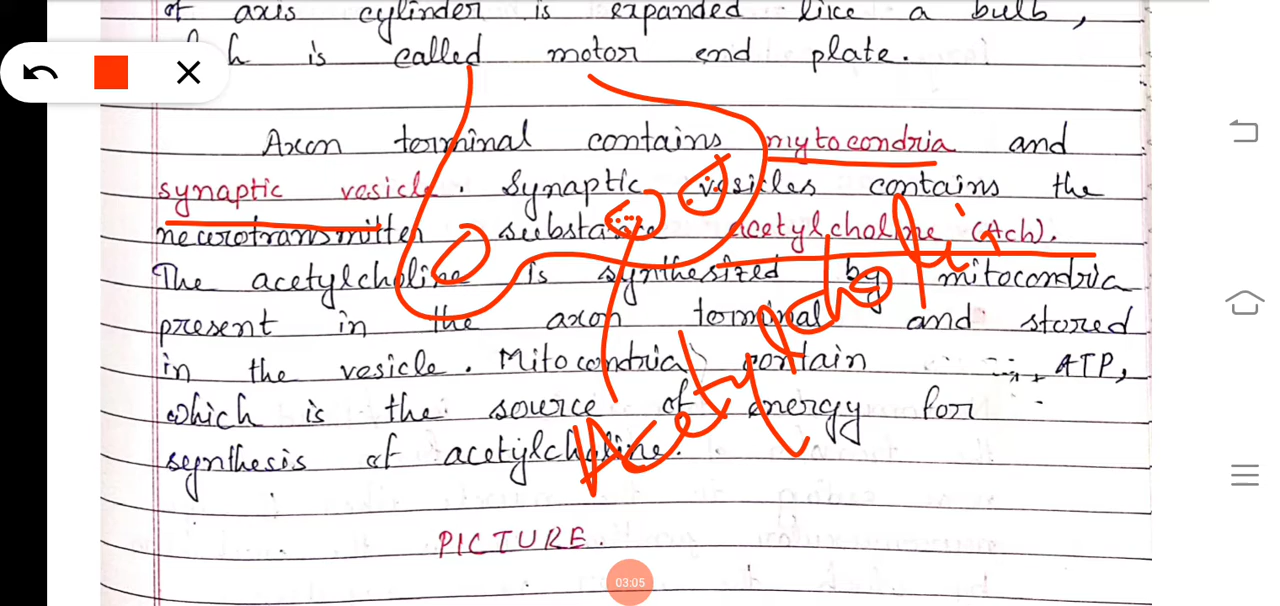 of axis cylinder is expanded like a bulb,
is called motor end plate.
Axon terminal contains mytocondria and
synaptic vesicle. Synaptic vesicles contains the
neurotransmitter substance acetylcholine (Ach).
The acetylcholine is synthesized by mitocondria
present in the axon terminal and stored
in the vesicle. Mitocondria contain ATP,
which is the source of energy for
synthesis of acetylcholine.
PICTURE.
03:05